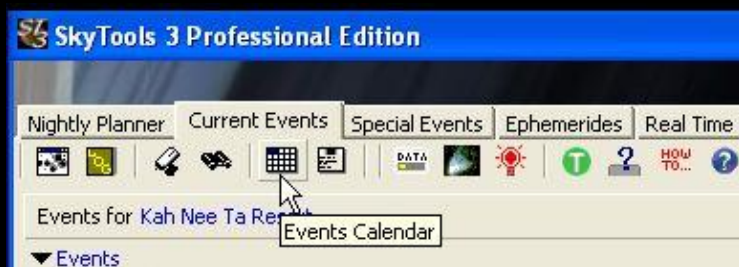 SkyTools 3 Professional Edition
Nightly Planner Current Events Special Events Ephemerides Real Time
DATA T ? HOW TO... ?
Events for Kah Nee Ta
Events Calendar
Events